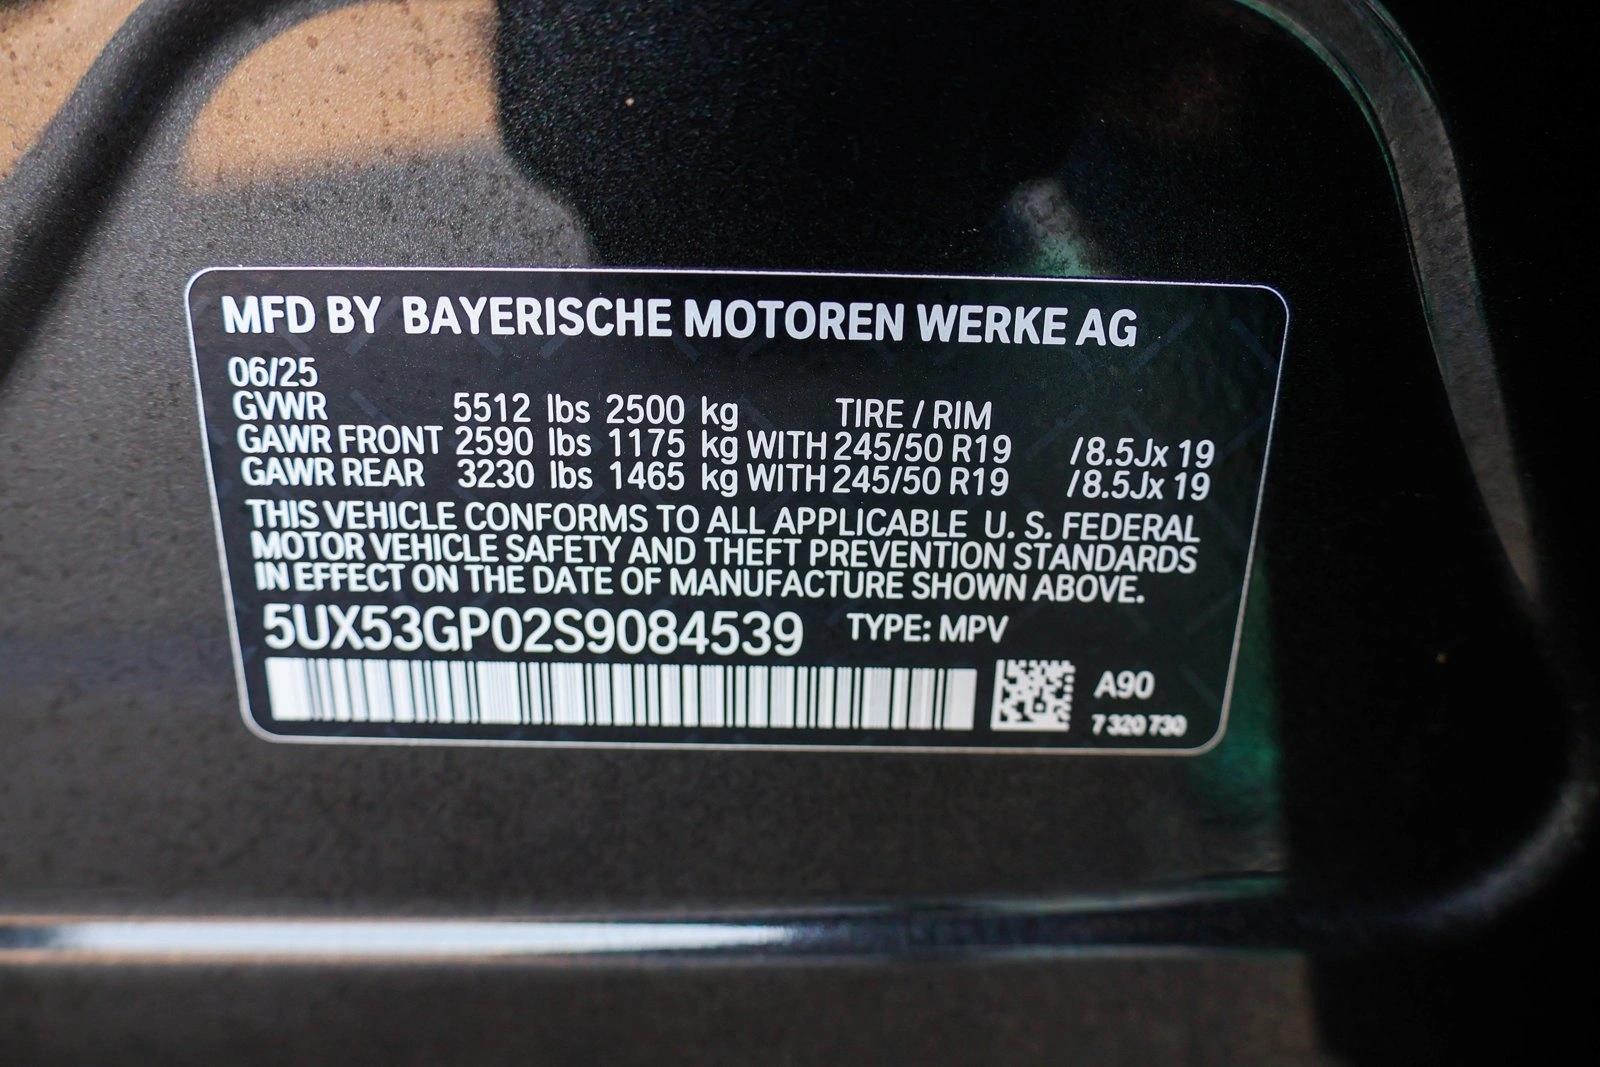 MFD BY BAYERISCHE MOTOREN WERKE AG
06/25
GVWR 5512 lbs 2500 kg TIRE / RIM
GAWR FRONT 2590 lbs 1175 kg WITH 245/50 R19 /8.5Jx 19
GAWR REAR 3230 lbs 1465 kg WITH 245/50 R19 /8.5Jx 19
THIS VEHICLE CONFORMS TO ALL APPLICABLE U. S. FEDERAL
MOTOR VEHICLE SAFETY AND THEFT PREVENTION STANDARDS
IN EFFECT ON THE DATE OF MANUFACTURE SHOWN ABOVE.
5UX53GP02S9084539 TYPE: MPV
A90
7 320 730